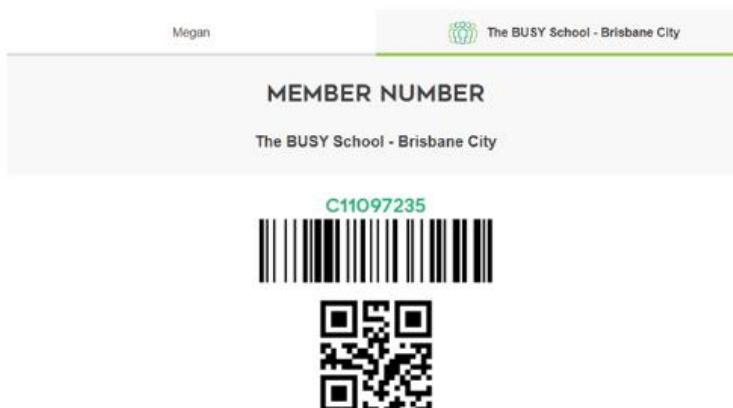 Megan
The BUSY School - Brisbane City
MEMBER NUMBER
The BUSY School - Brisbane City
C11097235